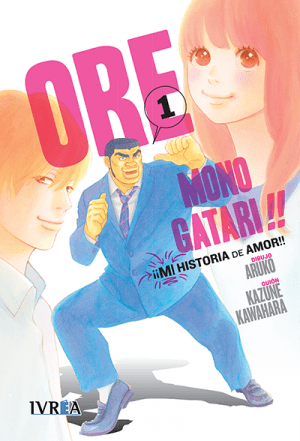 ORE
1
MONO
GATARI!!
¡¡MI HISTORIA DE AMOR!!
DIBUJO
ARUKO
GUIÓN
KAZUNE
KAWAHARA
IVREA